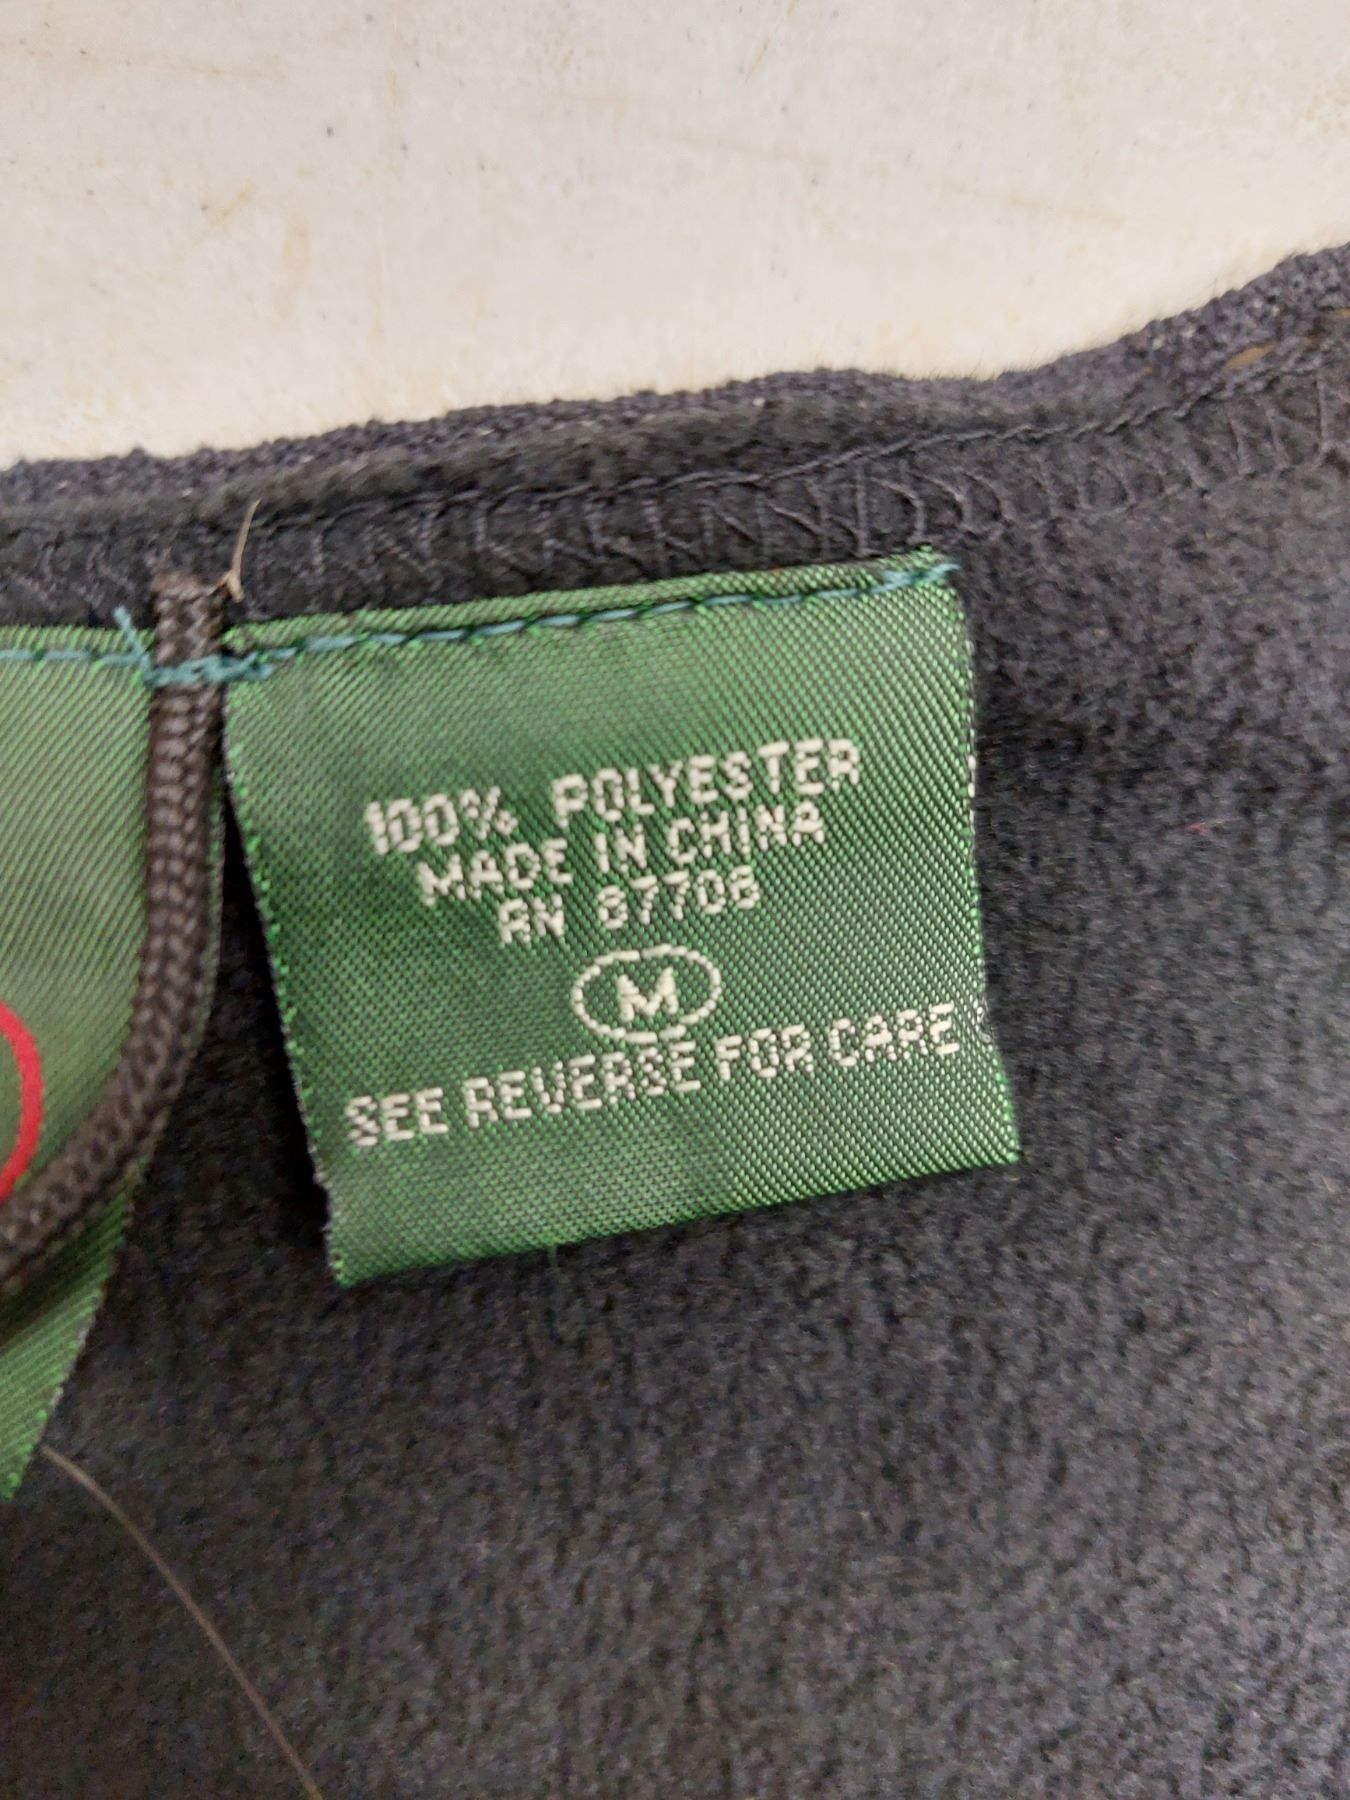 100% POLYESTER
MADE IN CHINA
RN 87706
M
SEE REVERSE FOR CARE